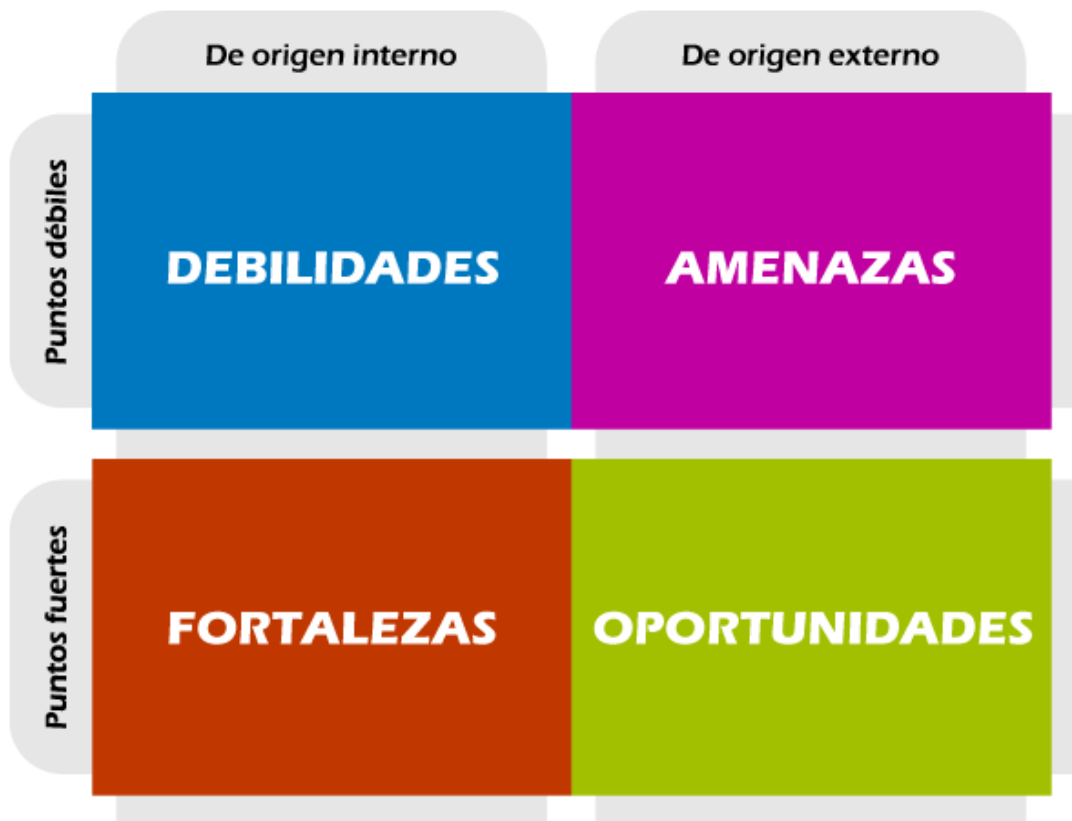 De origen interno
De origen externo
Puntos débiles
DEBILIDADES
AMENAZAS
Puntos fuertes
FORTALEZAS
OPORTUNIDADES